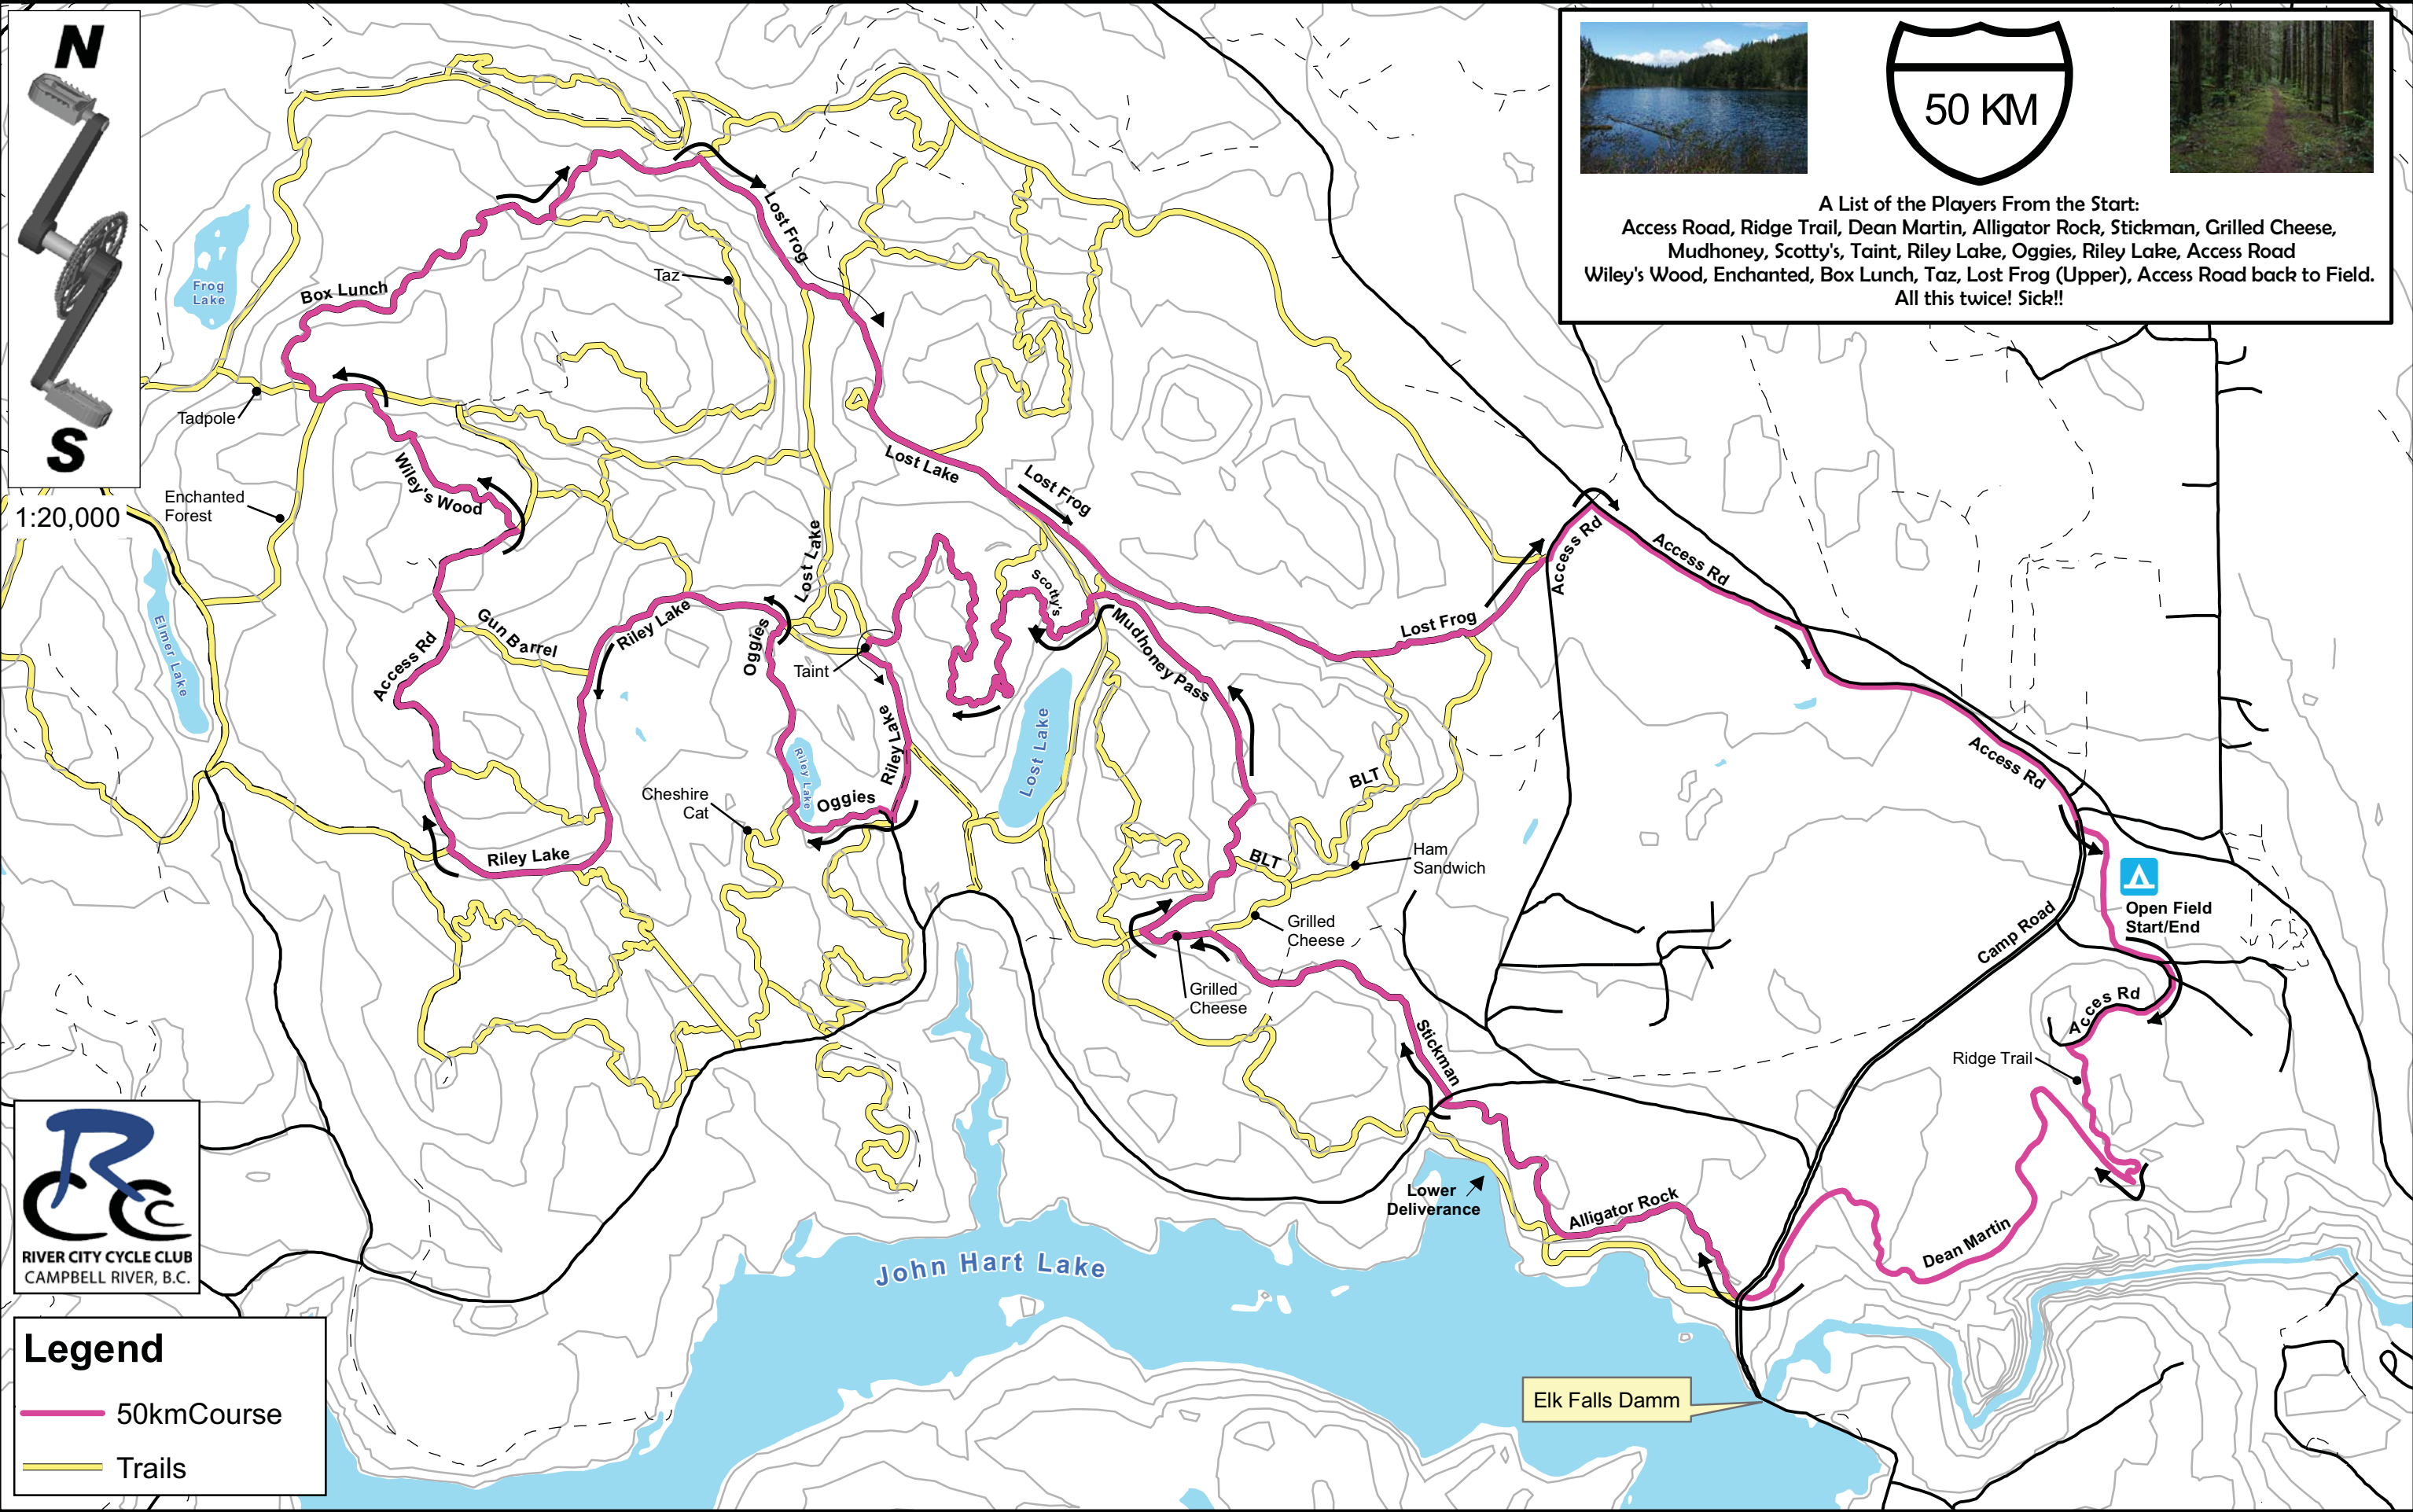 N
S
1:20,000
50 KM
A List of the Players From the Start:
Access Road, Ridge Trail, Dean Martin, Alligator Rock, Stickman, Grilled Cheese,
Mudhoney, Scotty's, Taint, Riley Lake, Oggies, Riley Lake, Access Road
Wiley's Wood, Enchanted, Box Lunch, Taz, Lost Frog (Upper), Access Road back to Field.
All this twice! Sick!!
Lost Frog
Taz
Frog
Lake
Box Lunch
Tadpole
Wiley's Wood
Enchanted
Forest
Lost Lake
Lost Frog
Lost Lake
Access Rd
Access Rd
Scotty's
Elmer Lake
Gun Barrel
Riley Lake
Oggies
Mudhoney Pass
Lost Frog
Access Rd
Taint
Riley Lake
Lost Lake
Access Rd
Riley Lake
Cheshire
Cat
Oggies
BLT
Riley Lake
BLT
Ham
Sandwich
Open Field
Start/End
Camp Road
Grilled
Cheese
Grilled
Cheese
Acces Rd
Stickman
Ridge Trail
Lower
Deliverance
Alligator Rock
Dean Martin
John Hart Lake
Elk Falls Damm
RCCC
RIVER CITY CYCLE CLUB
CAMPBELL RIVER, B.C.
Legend
50kmCourse
Trails